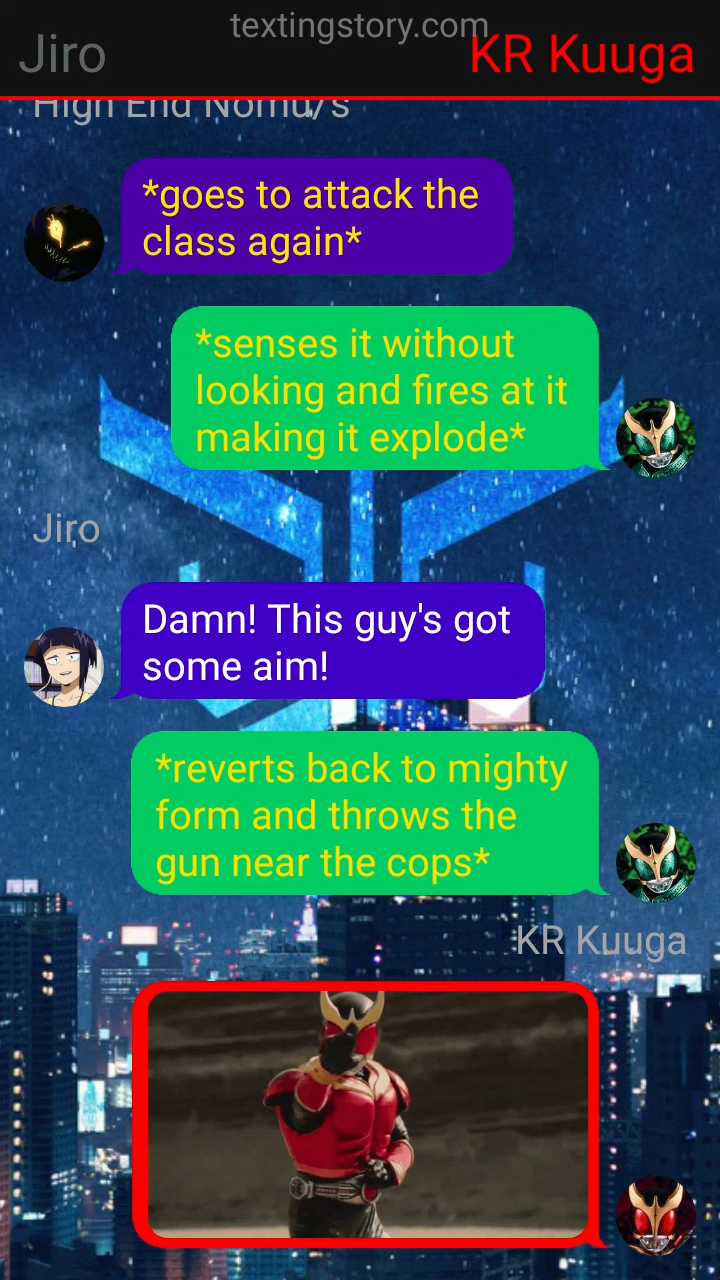 textingstory.com
Jiro
KR Kuuga
High End Nomu/s
*goes to attack the
class again*
*senses it without
looking and fires at it
making it explode*
Jiro
Damn! This guy's got
some aim!
*reverts back to mighty
form and throws the
gun near the cops*
KR Kuuga